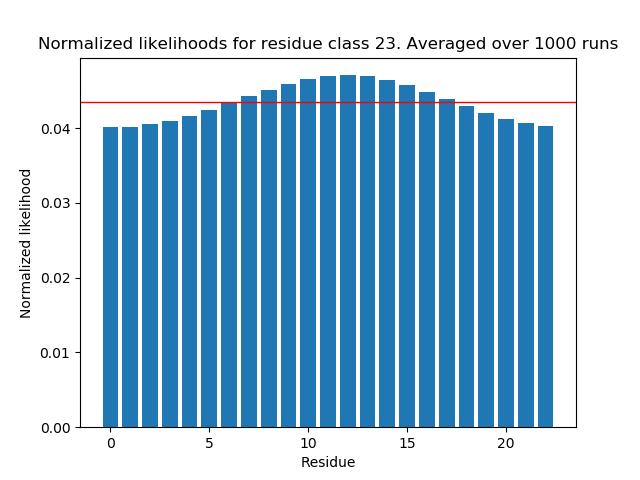 Normalized likelihoods for residue class 23. Averaged over 1000 runs
Normalized likelihood
0.04
0.03
0.02
0.01
0.00
0 5 10 15 20
Residue